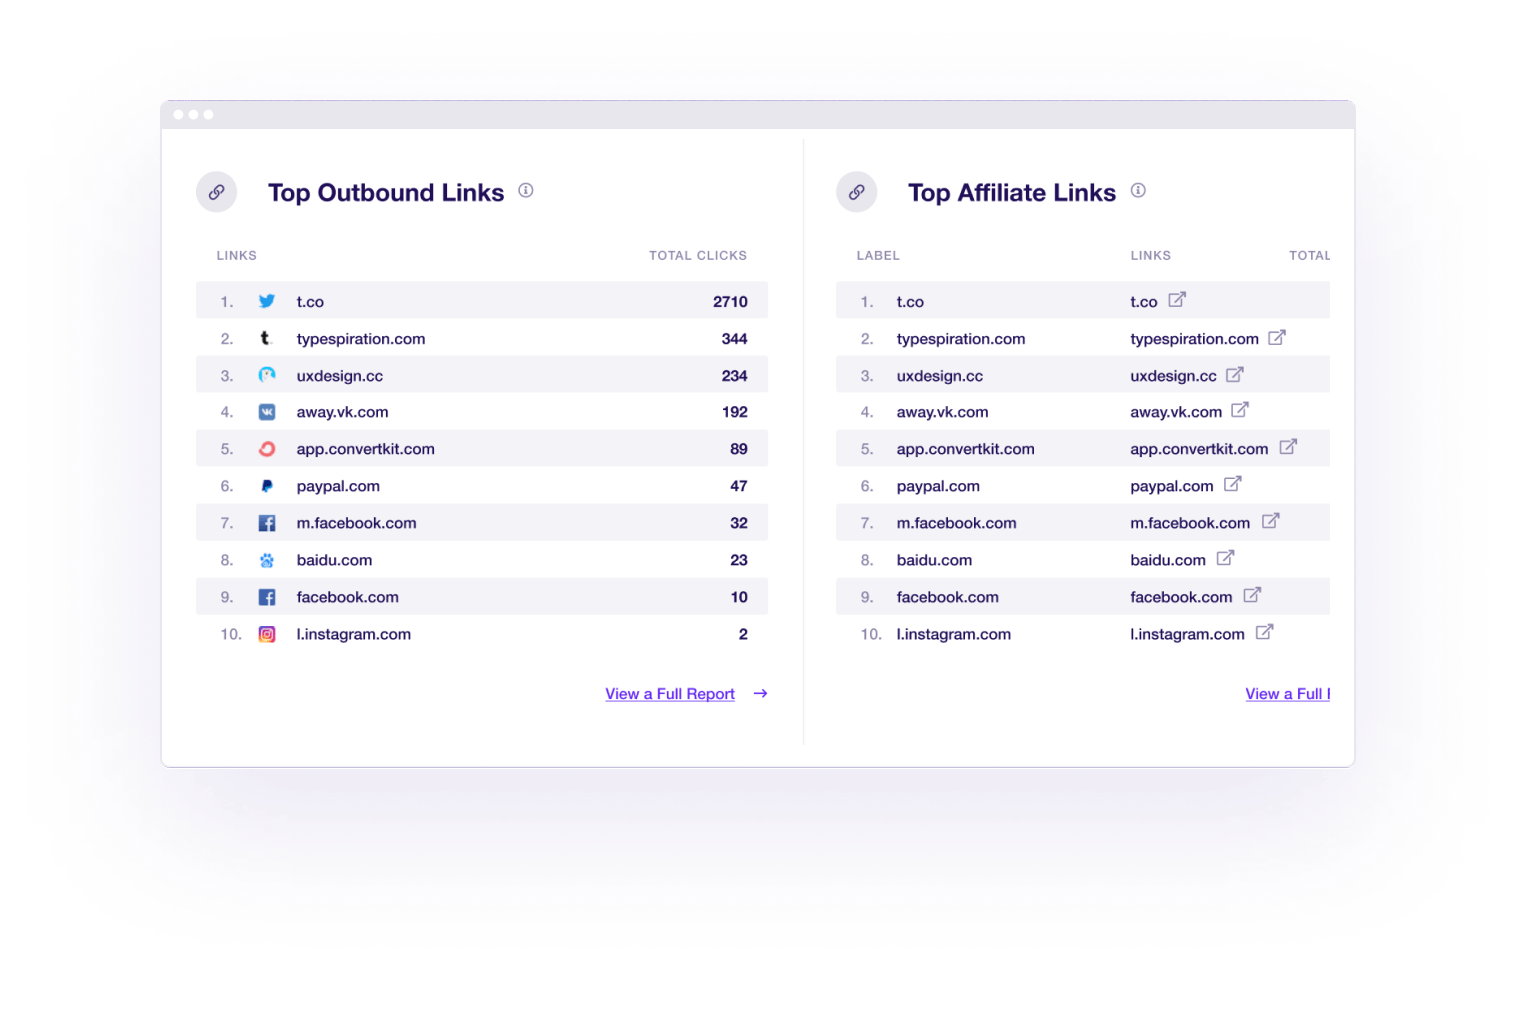 Top Outbound Links
LINKS TOTAL CLICKS
1. t.co 2710
2. typespiration.com 344
3. uxdesign.cc 234
4. away.vk.com 192
5. app.convertkit.com 89
6. paypal.com 47
7. m.facebook.com 32
8. baidu.com 23
9. facebook.com 10
10. l.instagram.com 2
View a Full Report →
Top Affiliate Links
LABEL LINKS TOTAL
1. t.co t.co
2. typespiration.com typespiration.com
3. uxdesign.cc uxdesign.cc
4. away.vk.com away.vk.com
5. app.convertkit.com app.convertkit.com
6. paypal.com paypal.com
7. m.facebook.com m.facebook.com
8. baidu.com baidu.com
9. facebook.com facebook.com
10. l.instagram.com l.instagram.com
View a Full